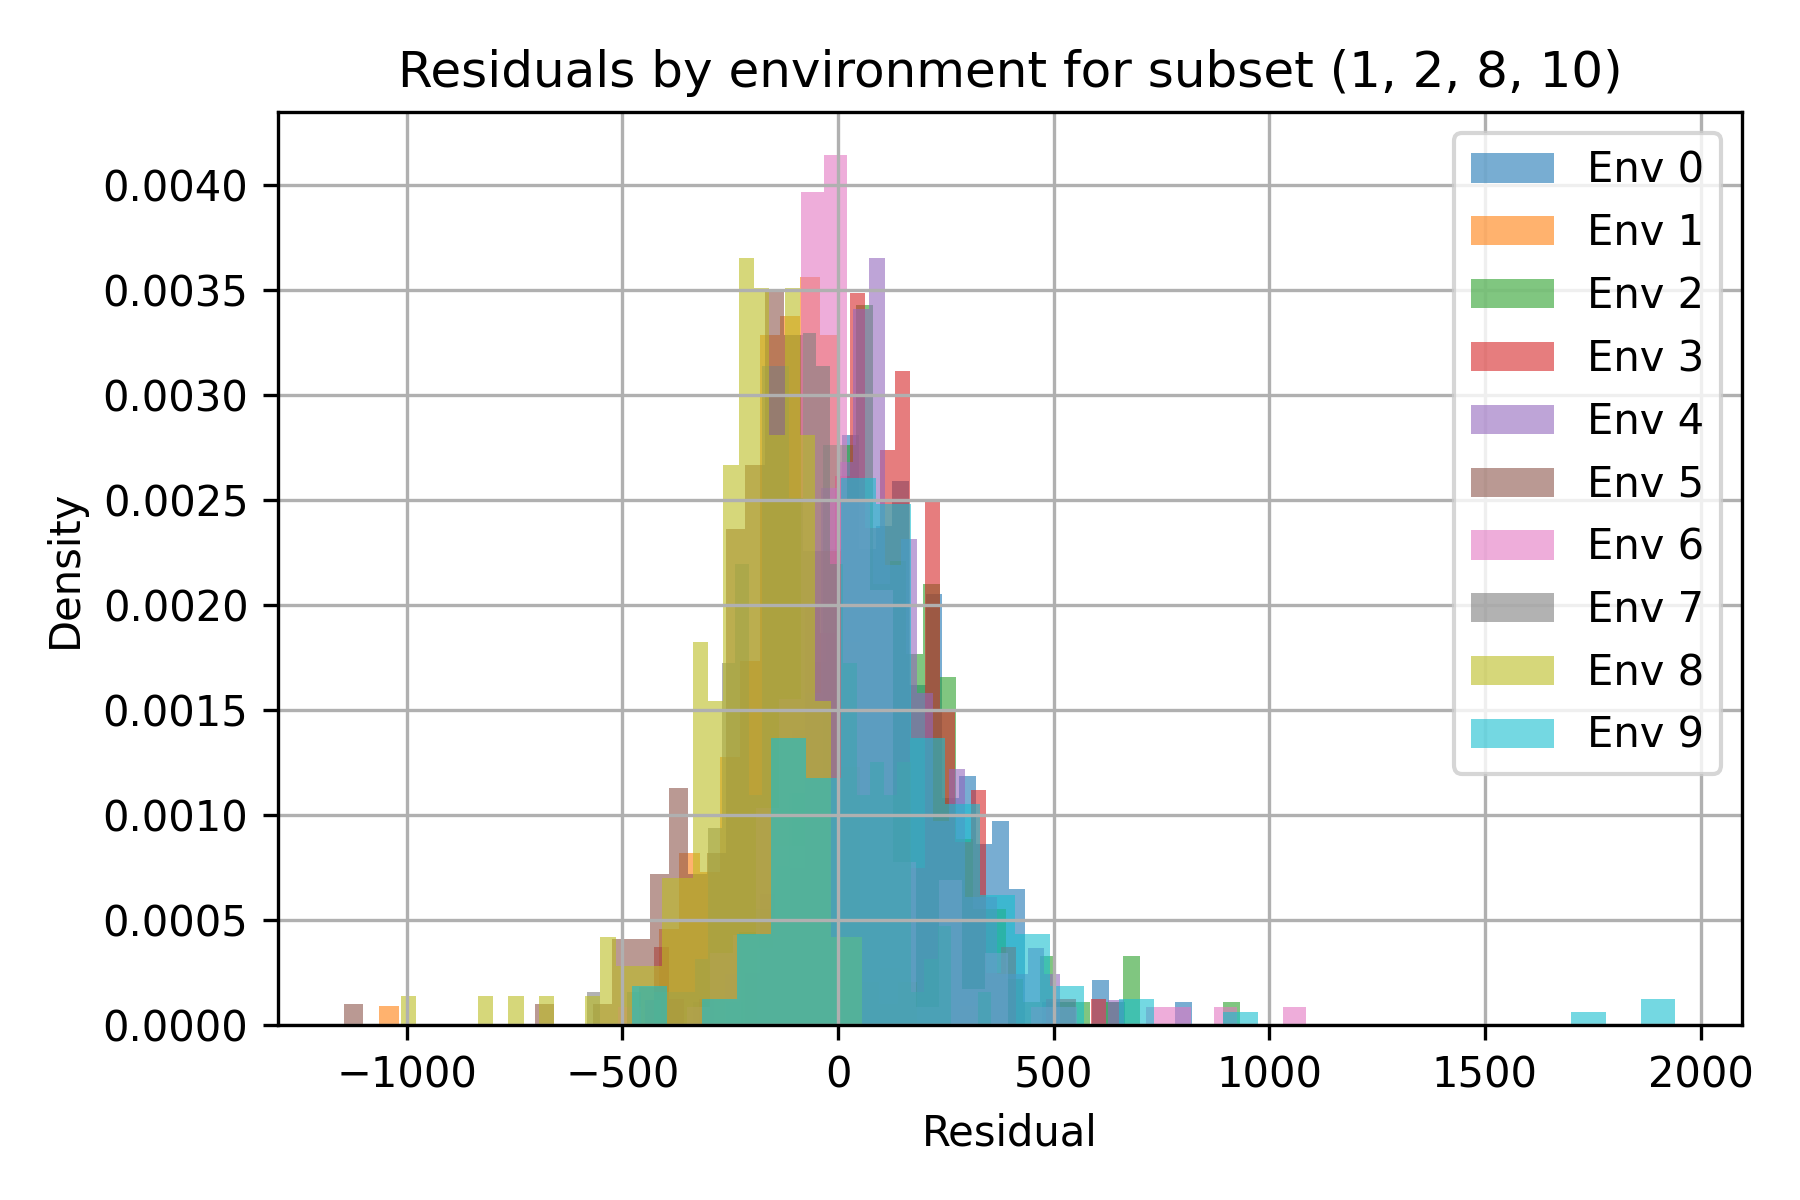 Residuals by environment for subset (1, 2, 8, 10)
Density
0.0040
0.0035
0.0030
0.0025
0.0020
0.0015
0.0010
0.0005
0.0000
Env 0
Env 1
Env 2
Env 3
Env 4
Env 5
Env 6
Env 7
Env 8
Env 9
−1000 −500 0 500 1000 1500 2000
Residual